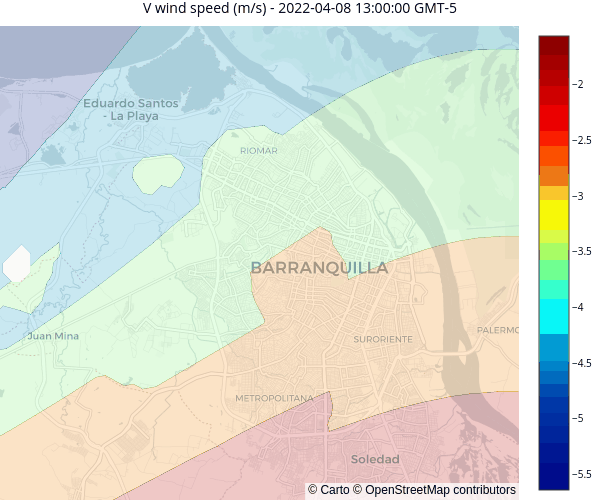 V wind speed (m/s) - 2022-04-08 13:00:00 GMT-5
Eduardo Santos
- La Playa
RIOMAR
BARRANQUILLA
Juan Mina
SURORIENTE
PALERMO
METROPOLITANA
Soledad
© Carto © OpenStreetMap contributors
−2
−2.5
−3
−3.5
−4
−4.5
−5
−5.5